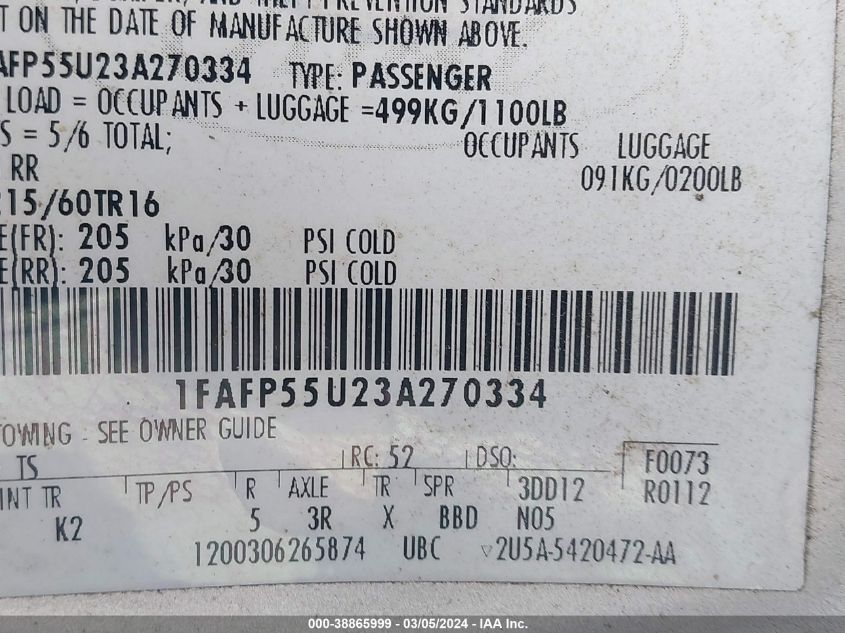 PREVENTION STANDARDS
T ON THE DATE OF MANUFACTURE SHOWN ABOVE.
AFP55U23A270334 TYPE: PASSENGER
LOAD = OCCUPANTS + LUGGAGE =499KG/1100LB
S = 5/6 TOTAL; OCCUPANTS LUGGAGE
RR 091KG/0200LB
15/60TR16
E(FR): 205 kPa/30 PSI COLD
E(RR): 205 kPa/30 PSI COLD
1FAFP55U23A270334
TOWING - SEE OWNER GUIDE
TS RC: 52 DSO: F0073
INT TR TP/PS R AXLE TR SPR 3DD12 R0112
K2 5 3R X BBD N05
1200306265874 UBC ▽2U5A-5420472-AA
000-38865999 - 03/05/2024 - IAA Inc.